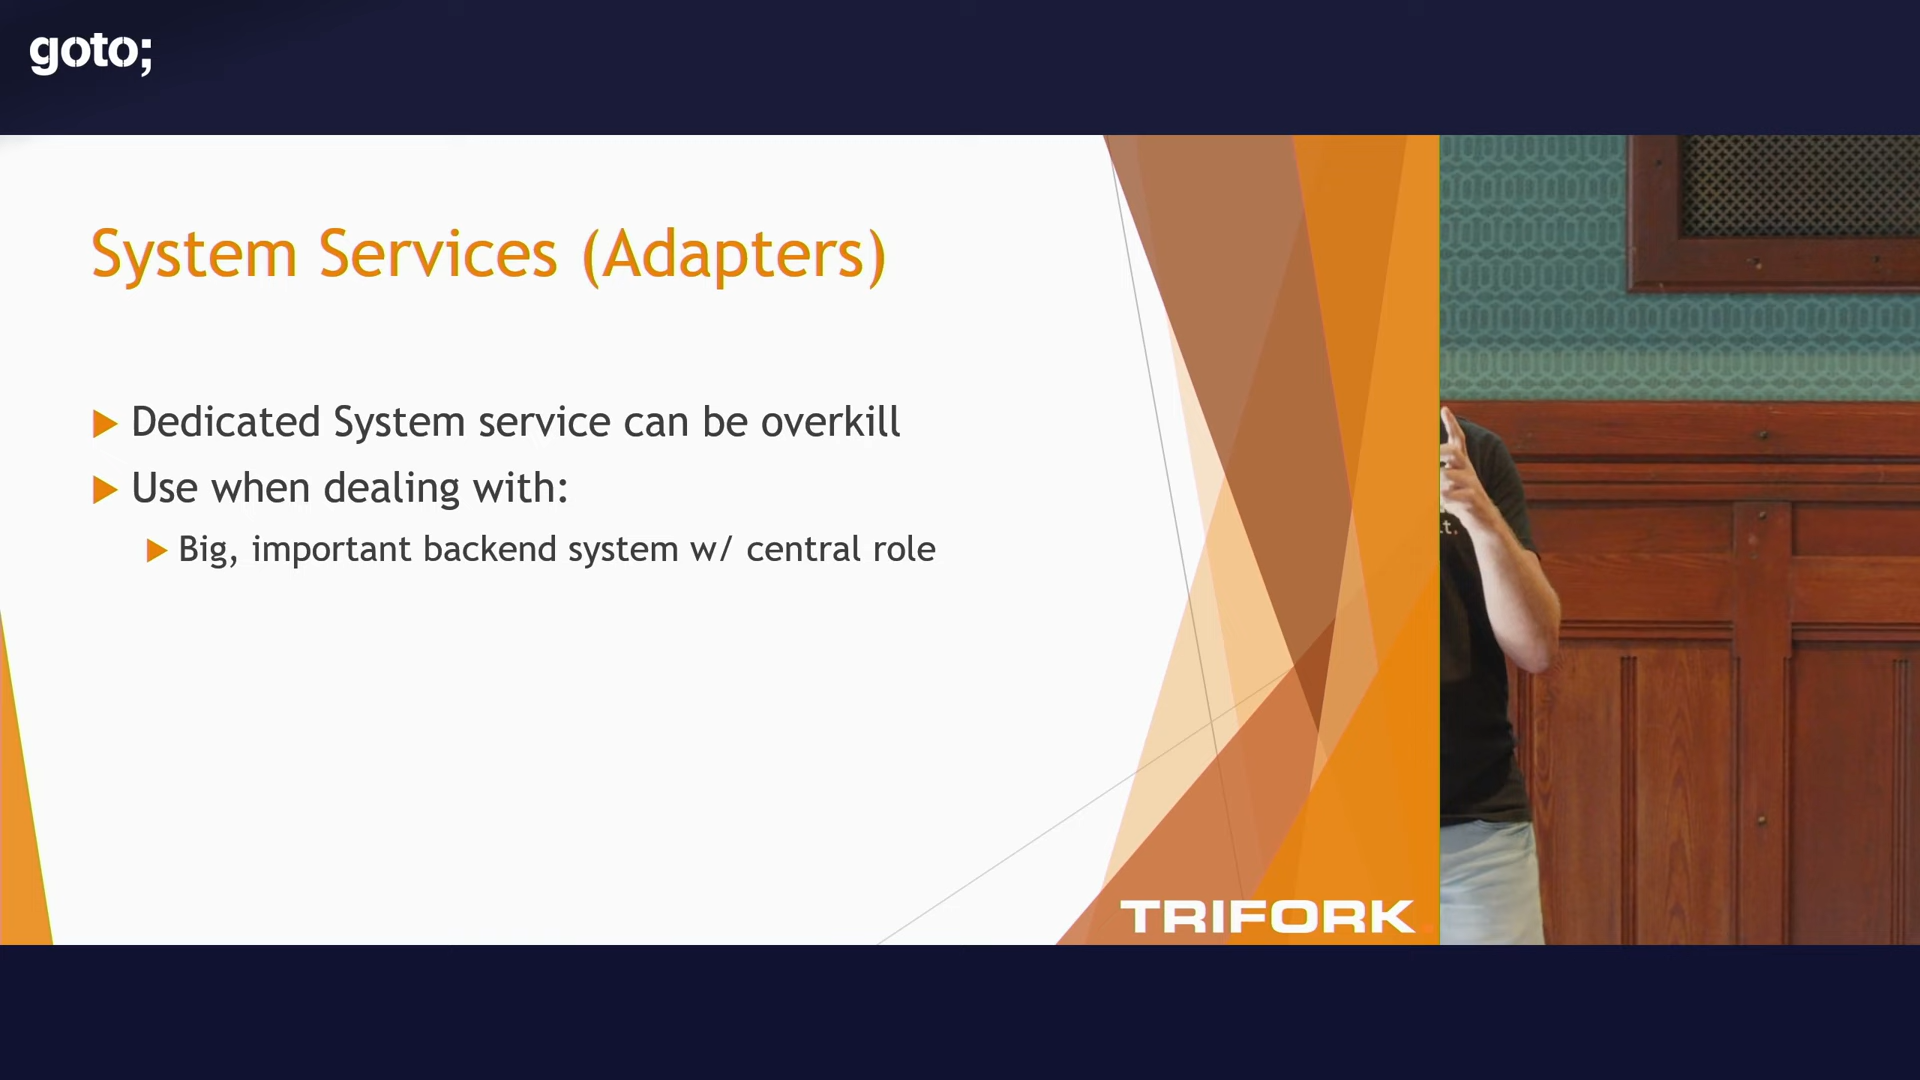 goto;
System Services (Adapters)
Dedicated System service can be overkill
Use when dealing with:
Big, important backend system w/ central role
TRIFORK